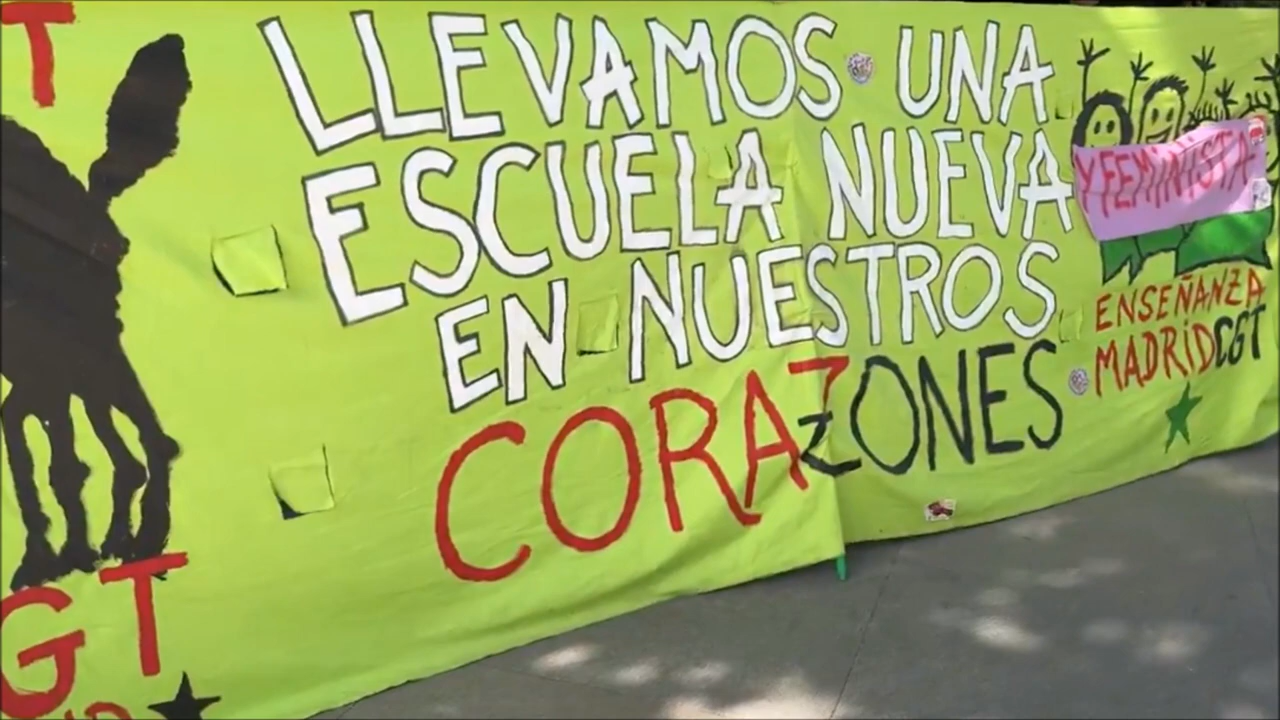 T
LLEVAMOS UNA
ESCUELA NUEVA
EN NUESTROS
CORAZONES
Y FEMINISTA
ENSEÑANZA
MADRID CGT
GT